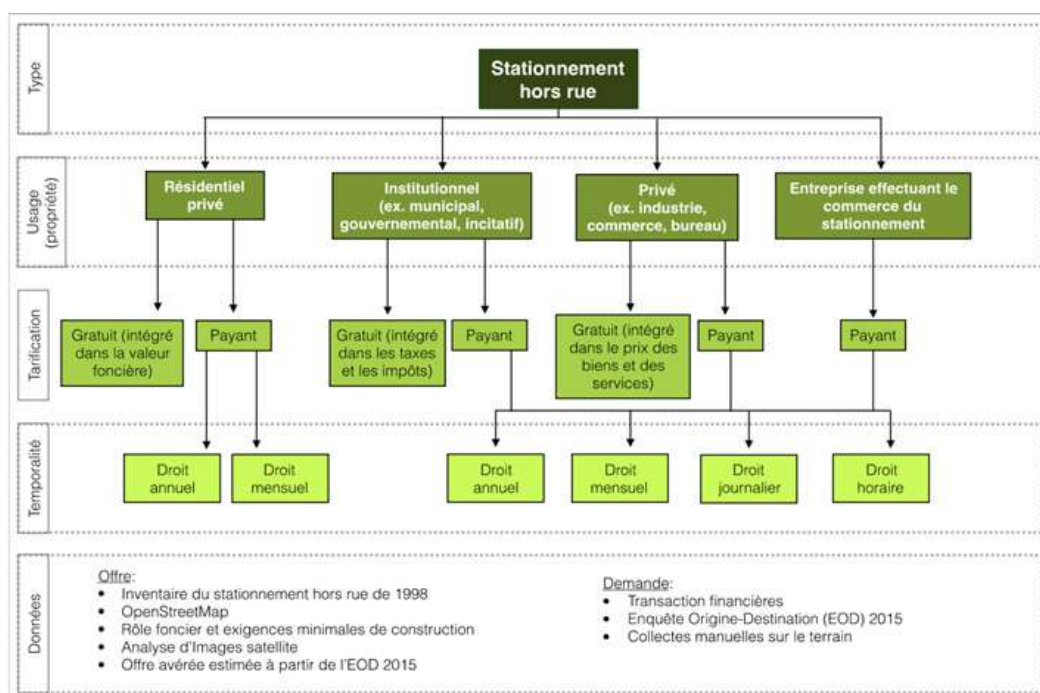 Type
Stationnement
hors rue
Usage
(propriété)
Résidentiel
privé
Institutionnel
(ex. municipal,
gouvernemental, incitatif)
Privé
(ex. industrie,
commerce, bureau)
Entreprise effectuant le
commerce du
stationnement
Tarification
Gratuit (intégré
dans la valeur
foncière)
Payant
Gratuit (intégré
dans les taxes
et les impôts)
Payant
Gratuit (intégré
dans le prix des
biens et des
services)
Payant
Payant
Temporalité
Droit
annuel
Droit
mensuel
Droit
annuel
Droit
mensuel
Droit
journalier
Droit
horaire
Données
Offre:
• Inventaire du stationnement hors rue de 1998
• OpenStreetMap
• Rôle foncier et exigences minimales de construction
• Analyse d'Images satellite
• Offre avérée estimée à partir de l'EOD 2015
Demande:
• Transaction financières
• Enquête Origine-Destination (EOD) 2015
• Collectes manuelles sur le terrain